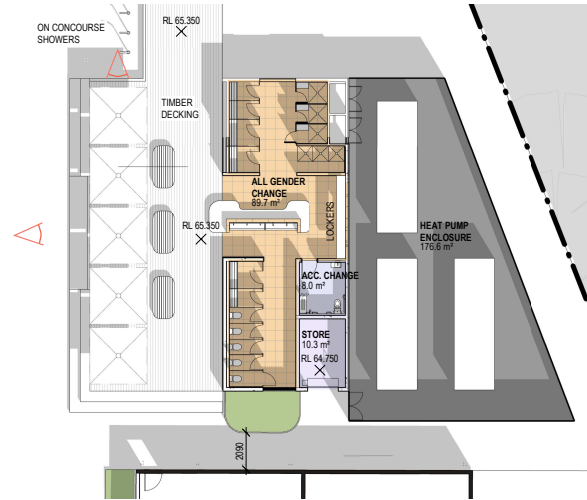 ON CONCOURSE
SHOWERS
RL 65.350
TIMBER
DECKING
ALL GENDER
CHANGE
89.7 m²
LOCKERS
RL 65.350
HEAT PUMP
ENCLOSURE
176.6 m²
ACC. CHANGE
8.0 m²
STORE
10.3 m²
RL 64.750
2090